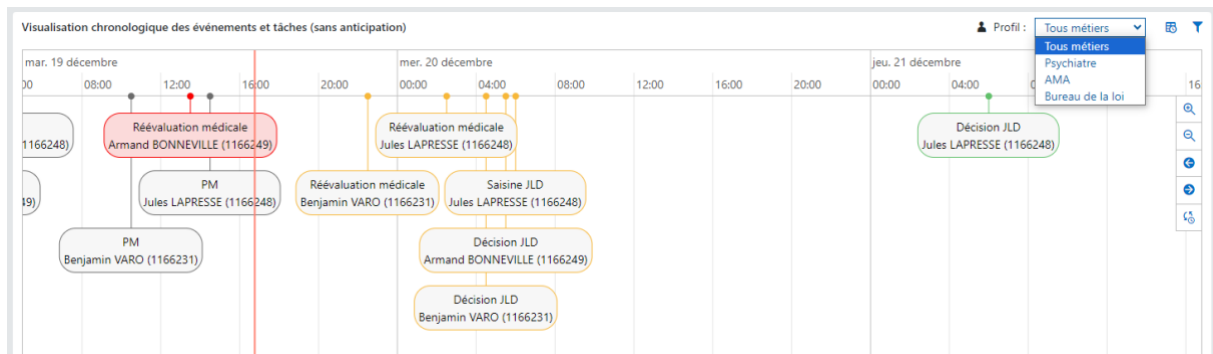 Visualisation chronologique des événements et tâches (sans anticipation)
Profil :
Tous métiers
Tous métiers
Psychiatre
AMA
Bureau de la loi
mar. 19 décembre
mer. 20 décembre
jeu. 21 décembre
00 08:00 12:00 16:00 20:00 00:00 04:00 08:00 12:00 16:00 20:00 00:00 04:00 16
1166248)
Réévaluation médicale
Armand BONNEVILLE (1166249)
Réévaluation médicale
Jules LAPRESSE (1166248)
Décision JLD
Jules LAPRESSE (1166248)
49)
PM
Jules LAPRESSE (1166248)
Réévaluation médicale
Benjamin VARO (1166231)
Saisine JLD
Jules LAPRESSE (1166248)
PM
Benjamin VARO (1166231)
Décision JLD
Armand BONNEVILLE (1166249)
Décision JLD
Benjamin VARO (1166231)